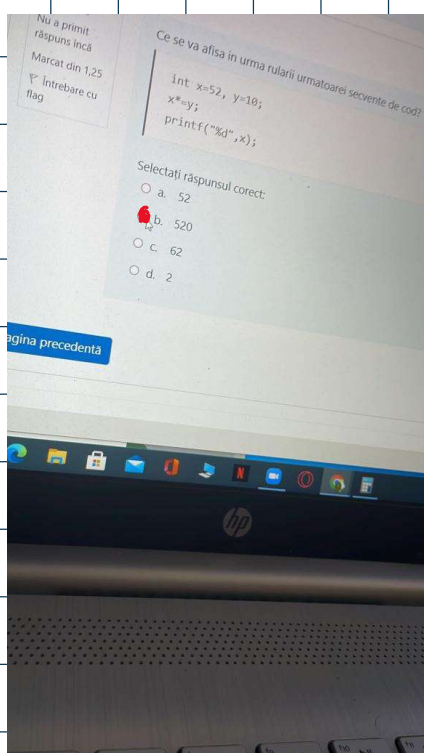 Nu a primit
răspuns încă
Marcat din 1,25
Întrebare cu
flag
Ce se va afisa in urma rularii urmatoarei secvente de cod?
int x=52, y=10;
x*=y;
printf("%d",x);
Selectați răspunsul corect:
a. 52
b. 520
c. 62
d. 2
agina precedentă
N
hp